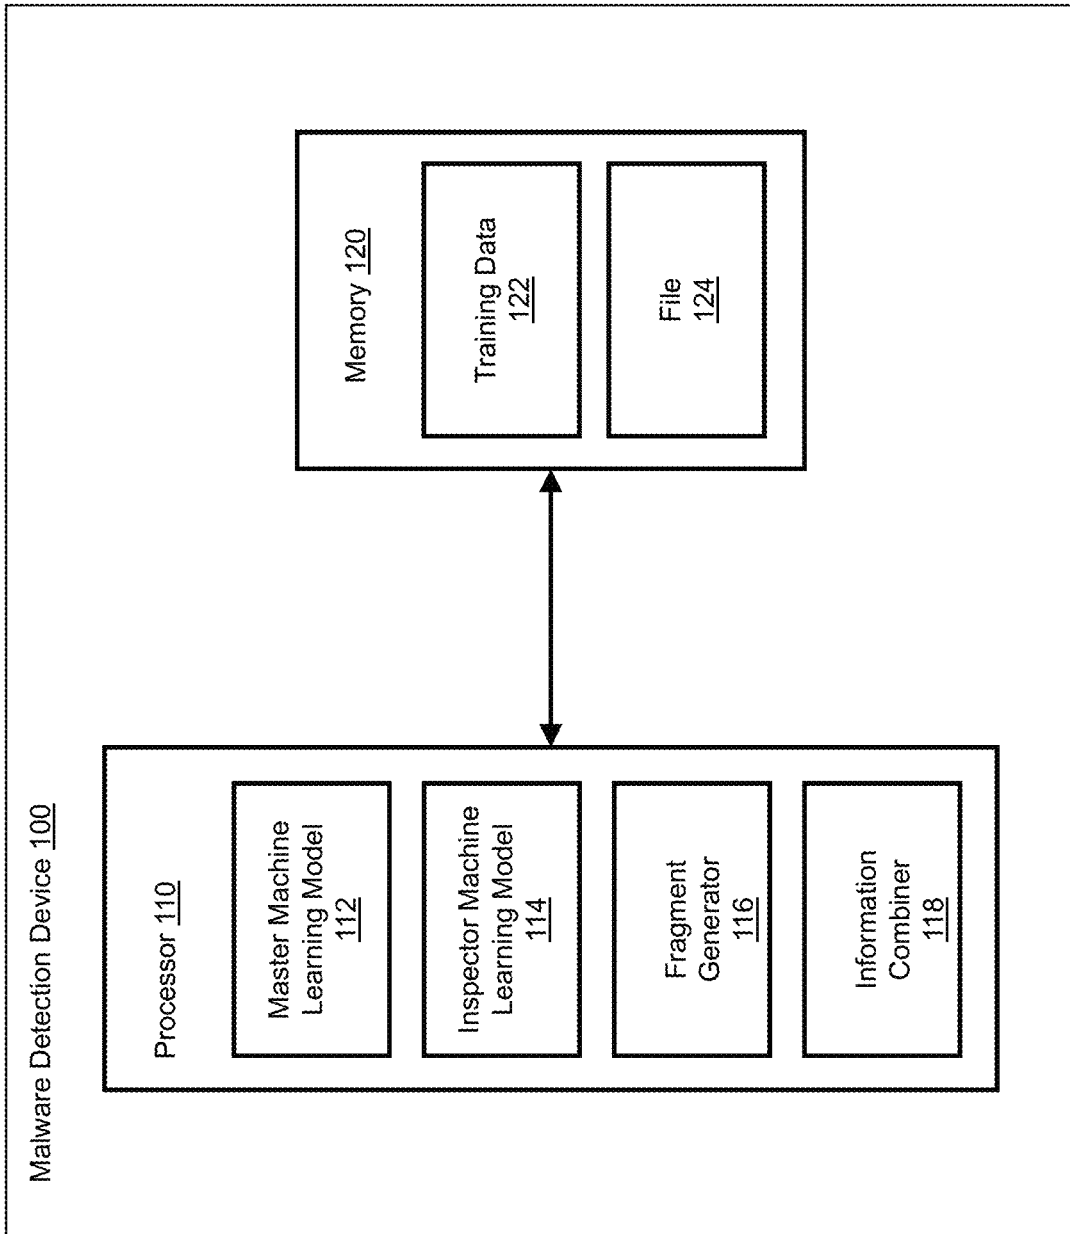 Malware Detection Device 100
Processor 110
Master Machine
Learning Model
112
Inspector Machine
Learning Model
114
Fragment
Generator
116
Information
Combiner
118
Memory 120
Training Data
122
File
124